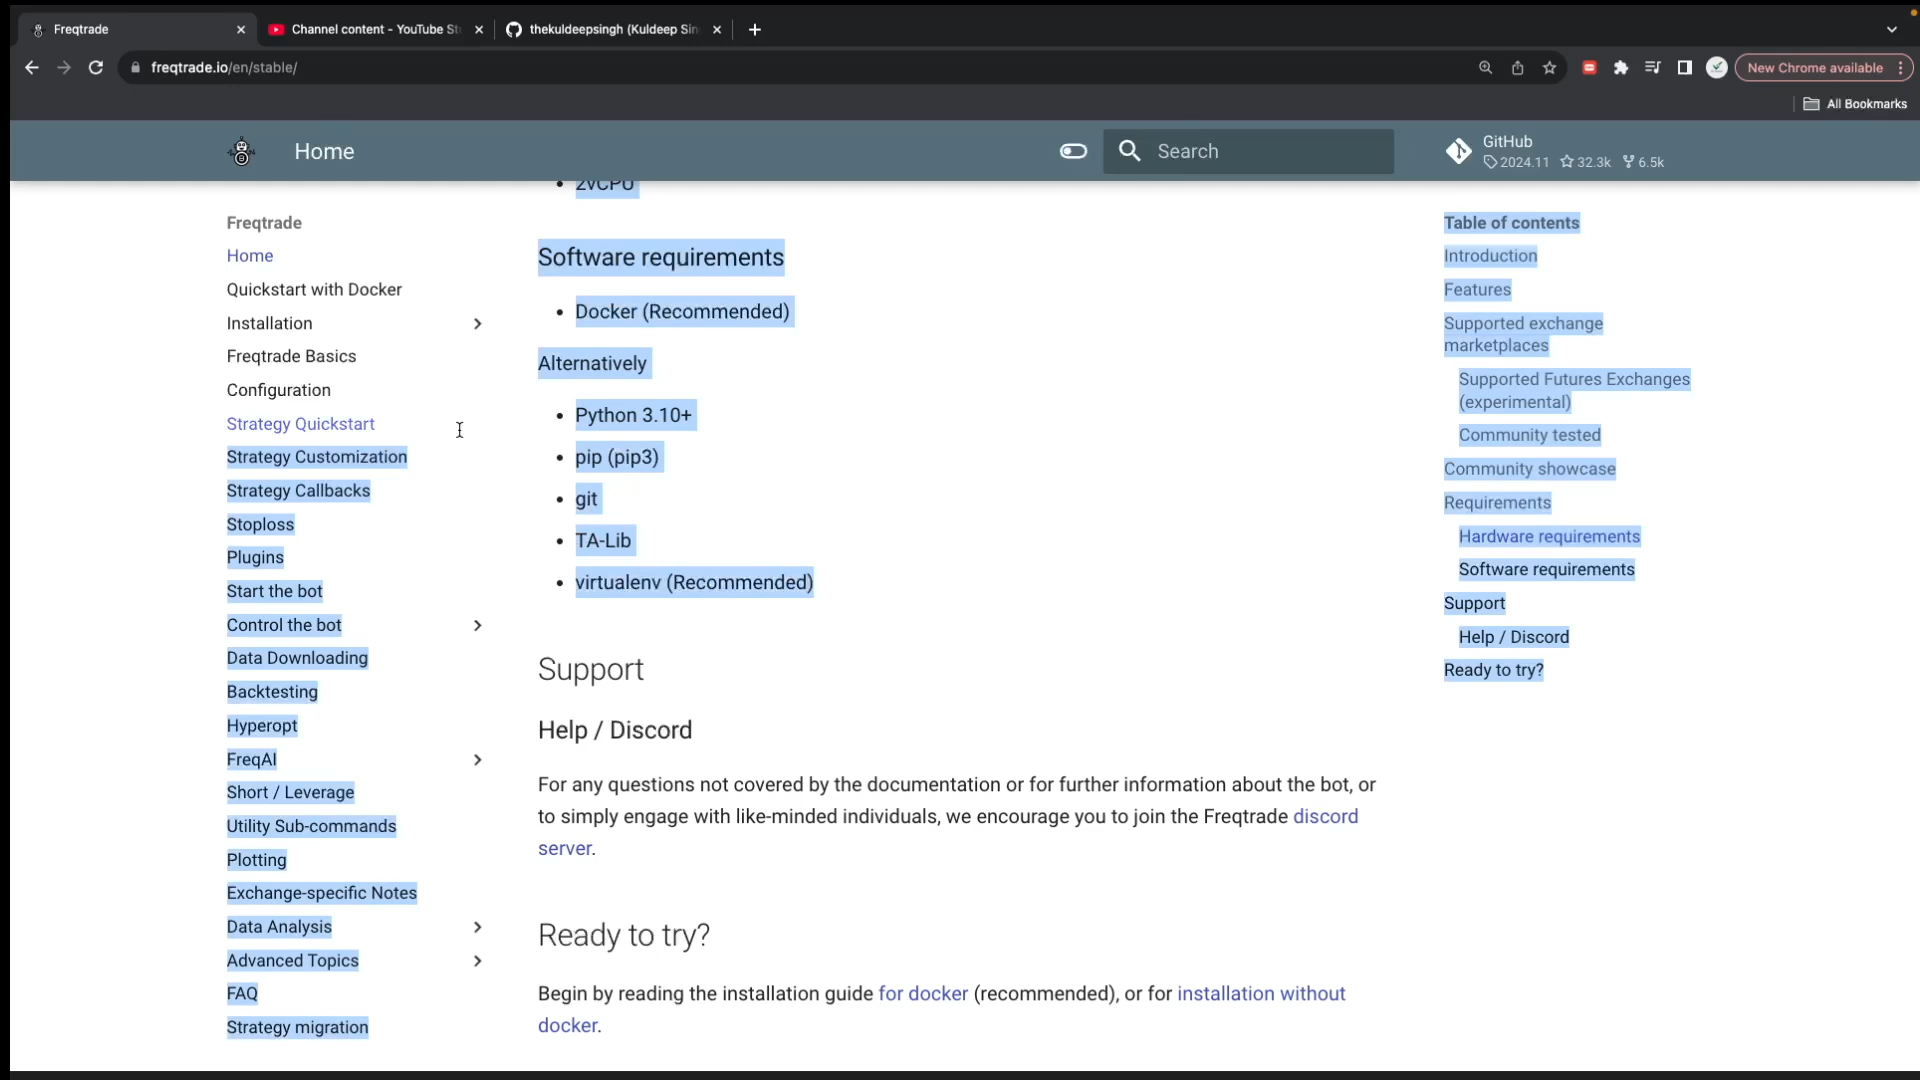 Freqtrade
Channel content - YouTube St
thekuldeepsingh (Kuldeep Sin
freqtrade.io/en/stable/
New Chrome available
All Bookmarks
Home
Search
GitHub
2024.11 32.3k 6.5k
Freqtrade
Home
Quickstart with Docker
Installation
Freqtrade Basics
Configuration
Strategy Quickstart
Strategy Customization
Strategy Callbacks
Stoploss
Plugins
Start the bot
Control the bot
Data Downloading
Backtesting
Hyperopt
FreqAI
Short / Leverage
Utility Sub-commands
Plotting
Exchange-specific Notes
Data Analysis
Advanced Topics
FAQ
Strategy migration
2vCPU
Software requirements
Docker (Recommended)
Alternatively
Python 3.10+
pip (pip3)
git
TA-Lib
virtualenv (Recommended)
Support
Help / Discord
For any questions not covered by the documentation or for further information about the bot, or
to simply engage with like-minded individuals, we encourage you to join the Freqtrade discord
server.
Ready to try?
Begin by reading the installation guide for docker (recommended), or for installation without
docker.
Table of contents
Introduction
Features
Supported exchange
marketplaces
Supported Futures Exchanges
(experimental)
Community tested
Community showcase
Requirements
Hardware requirements
Software requirements
Support
Help / Discord
Ready to try?